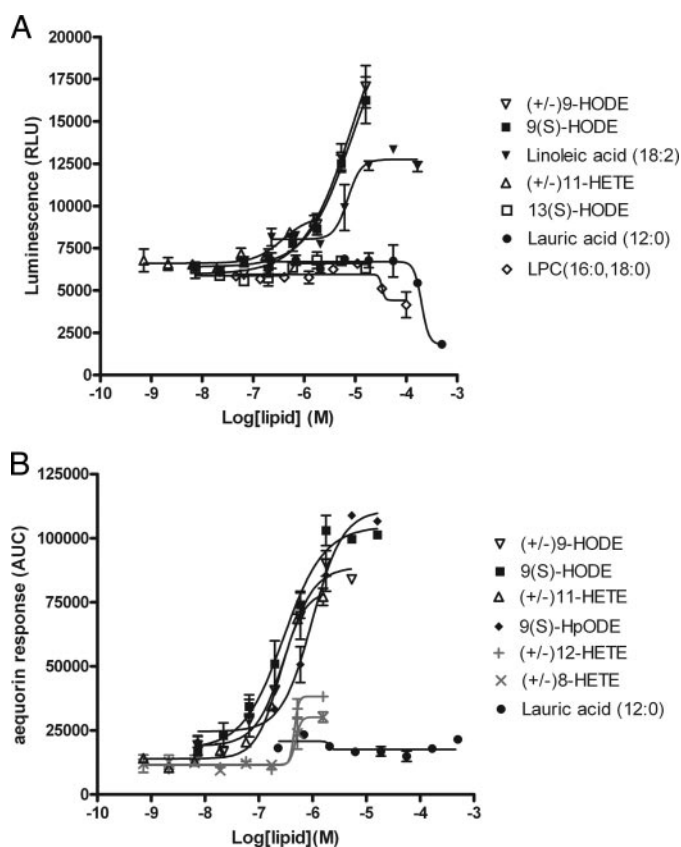 A
Luminescence (RLU)
20000
17500
15000
12500
10000
7500
5000
2500
0
-10 -9 -8 -7 -6 -5 -4 -3
Log[lipid] (M)
(+/-)9-HODE
9(S)-HODE
Linoleic acid (18:2)
(+/-)11-HETE
13(S)-HODE
Lauric acid (12:0)
LPC(16:0,18:0)
B
aequorin response (AUC)
125000
100000
75000
50000
25000
0
-10 -9 -8 -7 -6 -5 -4 -3
Log[lipid](M)
(+/-)9-HODE
9(S)-HODE
(+/-)11-HETE
9(S)-HpODE
(+/-)12-HETE
(+/-)8-HETE
Lauric acid (12:0)